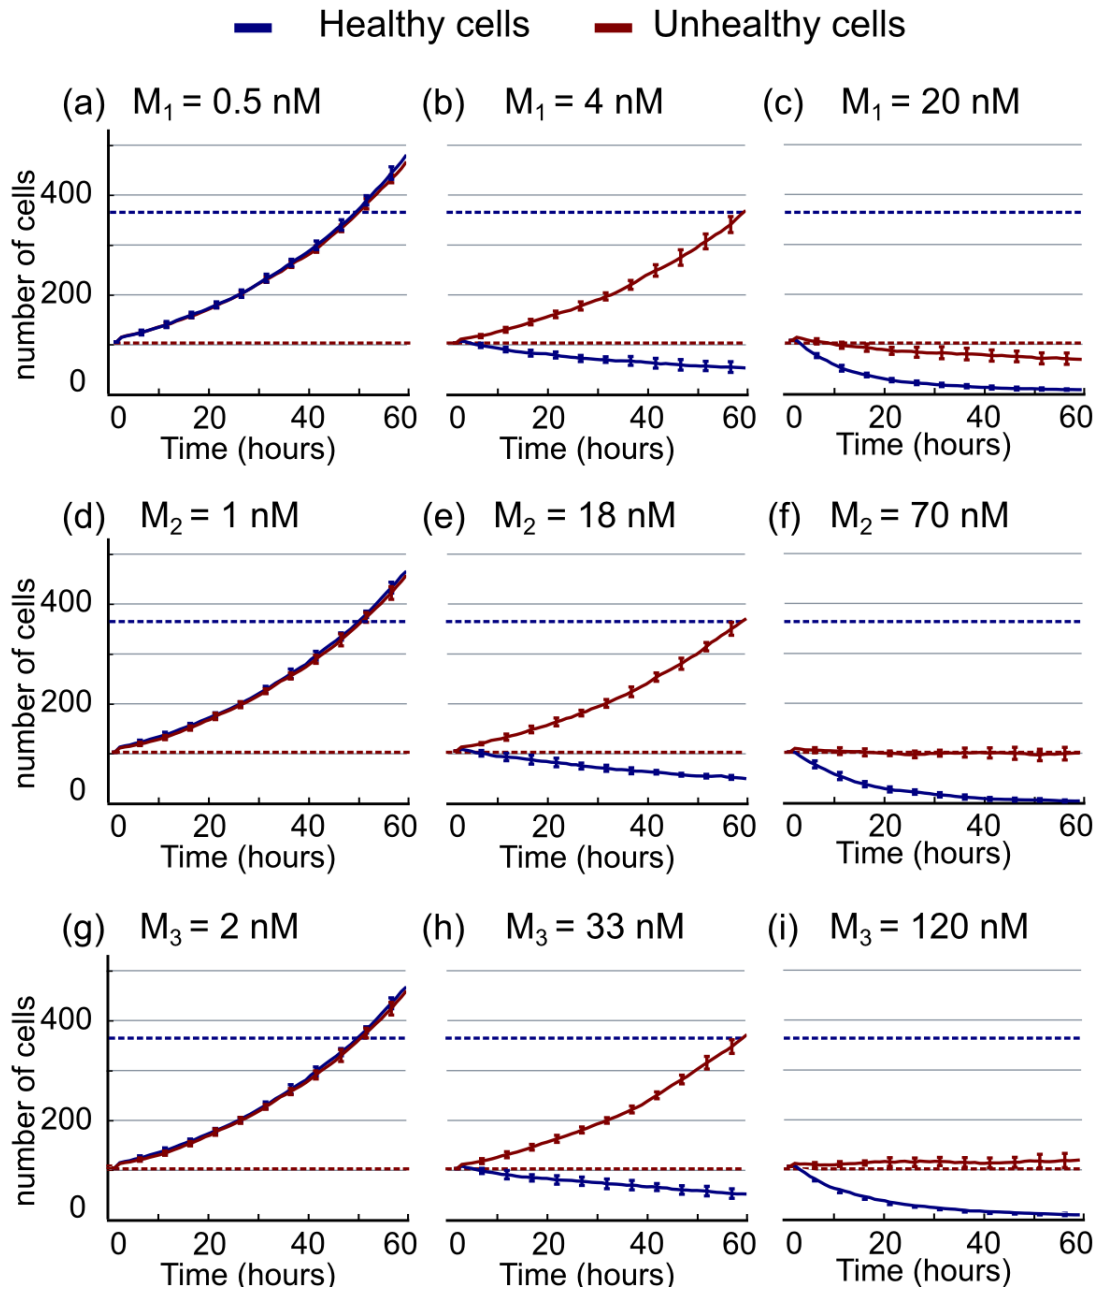 Healthy cells Unhealthy cells
(a) M₁ = 0.5 nM (b) M₁ = 4 nM (c) M₁ = 20 nM
number of cells
400
200
0
0 20 40 60 0 20 40 60 0 20 40 60
Time (hours) Time (hours) Time (hours)
(d) M₂ = 1 nM (e) M₂ = 18 nM (f) M₂ = 70 nM
number of cells
400
200
0
0 20 40 60 0 20 40 60 0 20 40 60
Time (hours) Time (hours) Time (hours)
(g) M₃ = 2 nM (h) M₃ = 33 nM (i) M₃ = 120 nM
number of cells
400
200
0
0 20 40 60 0 20 40 60 0 20 40 60
Time (hours) Time (hours) Time (hours)